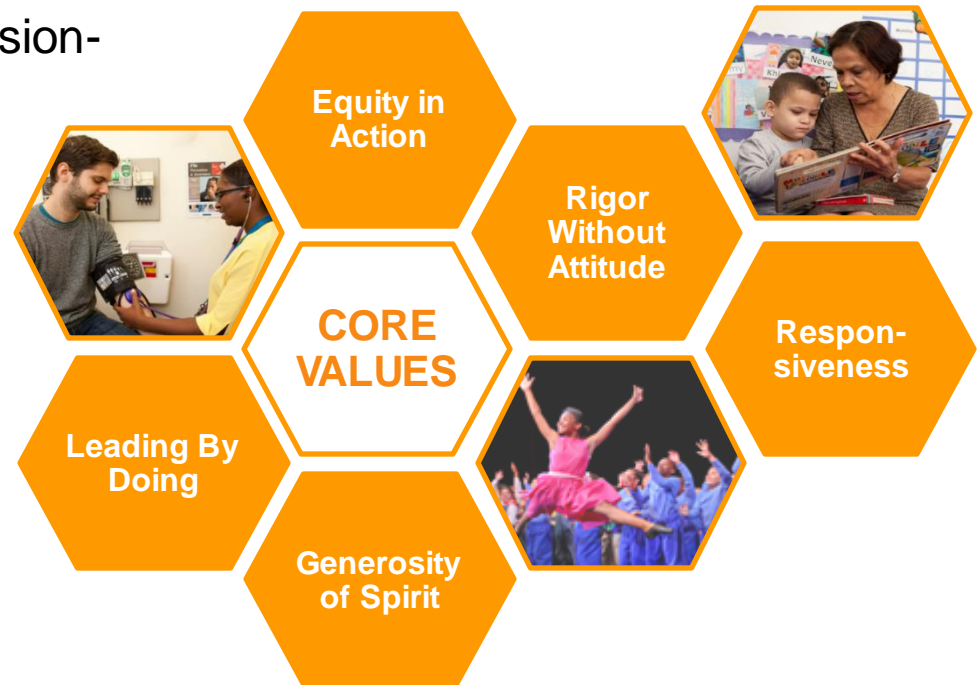 sion-
Equity in
Action
Rigor
Without
Attitude
CORE
VALUES
Respon-
siveness
Leading By
Doing
Generosity
of Spirit